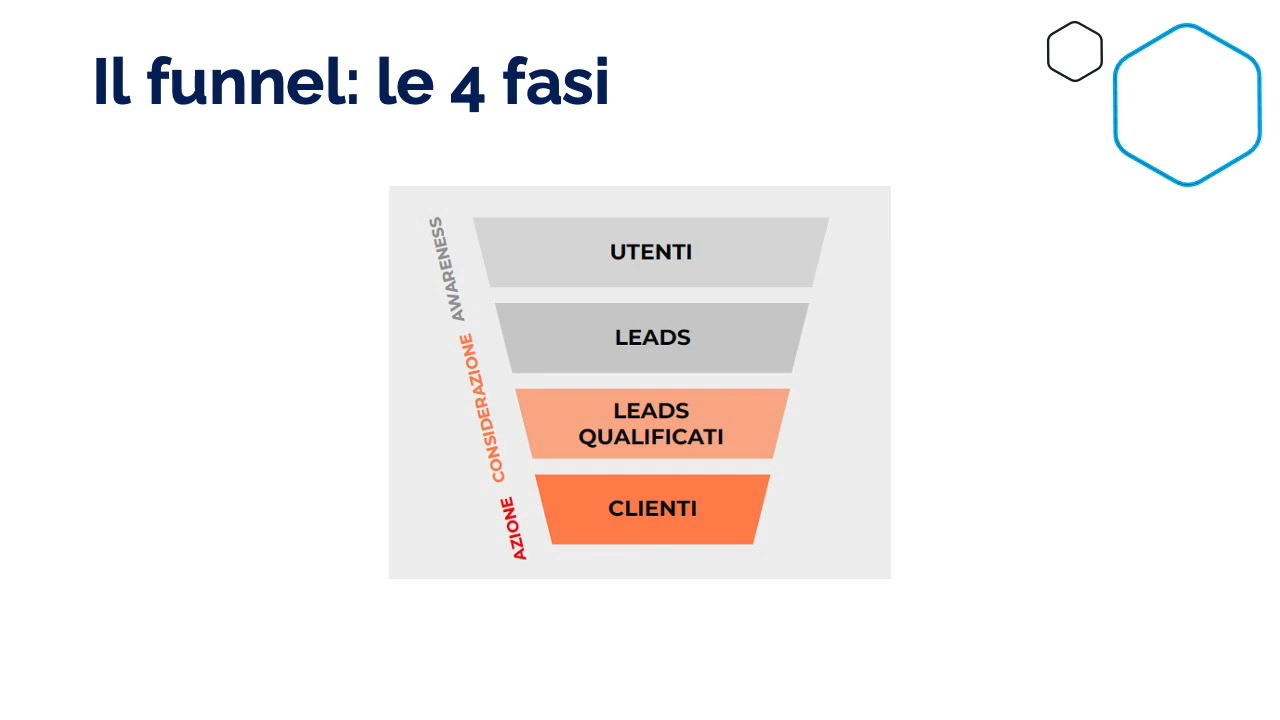 Il funnel: le 4 fasi
AWARENESS
CONSIDERAZIONE
AZIONE
UTENTI
LEADS
LEADS
QUALIFICATI
CLIENTI